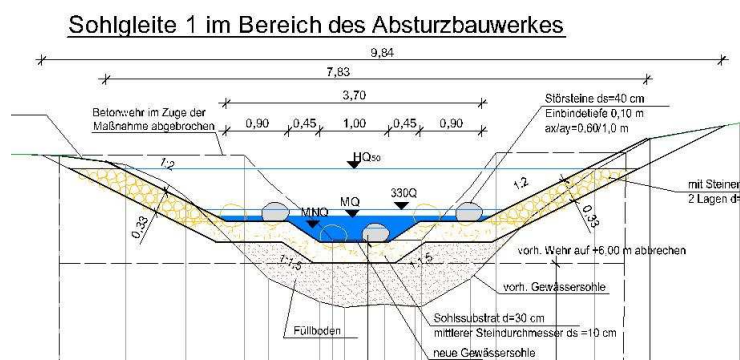 Sohlgleite 1 im Bereich des Absturzbauwerkes
9,84
7,83
3,70
0,90
0,45
1,00
0,45
0,90
Betonwehr im Zuge der
Maßnahme abgebrochen
Störsteine ds=40 cm
Einbindetiefe 0,10 m
ax/ay=0.60/1,0 m
HQ50
1:2
1:2
MNQ
MQ
330Q
mit Steinen
2 Lagen d=
0,33
0,33
1:1,5
1:1,5
vorh. Wehr auf +6,00 m abbrechen
vorh. Gewässersohle
Füllboden
Sohlssubstrat d=30 cm
mittlerer Steindurchmesser ds =10 cm
neue Gewässersohle